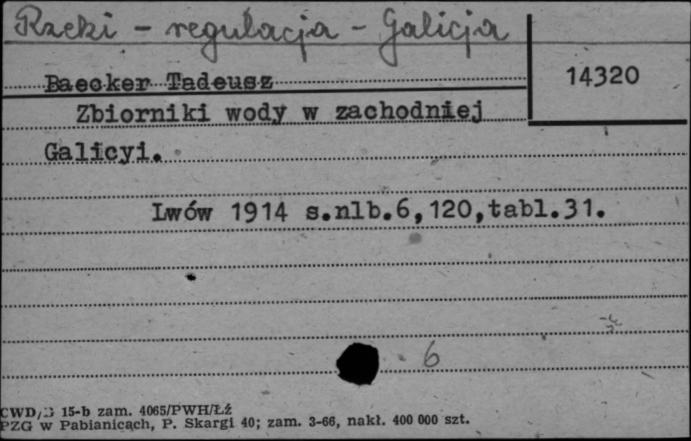 Rzeki - regulacja - Galicja
14320
Baecker Tadeusz
Zbiorniki wody w zachodniej
Galicyi.
Lwów 1914 s.nlb.6,120,tabl.31.
6
CWD/ 15-b zam. 4065/PWH/Łź
PZG w Pabianicach, P. Skargi 40; zam. 3-66, nakł. 400 000 szt.